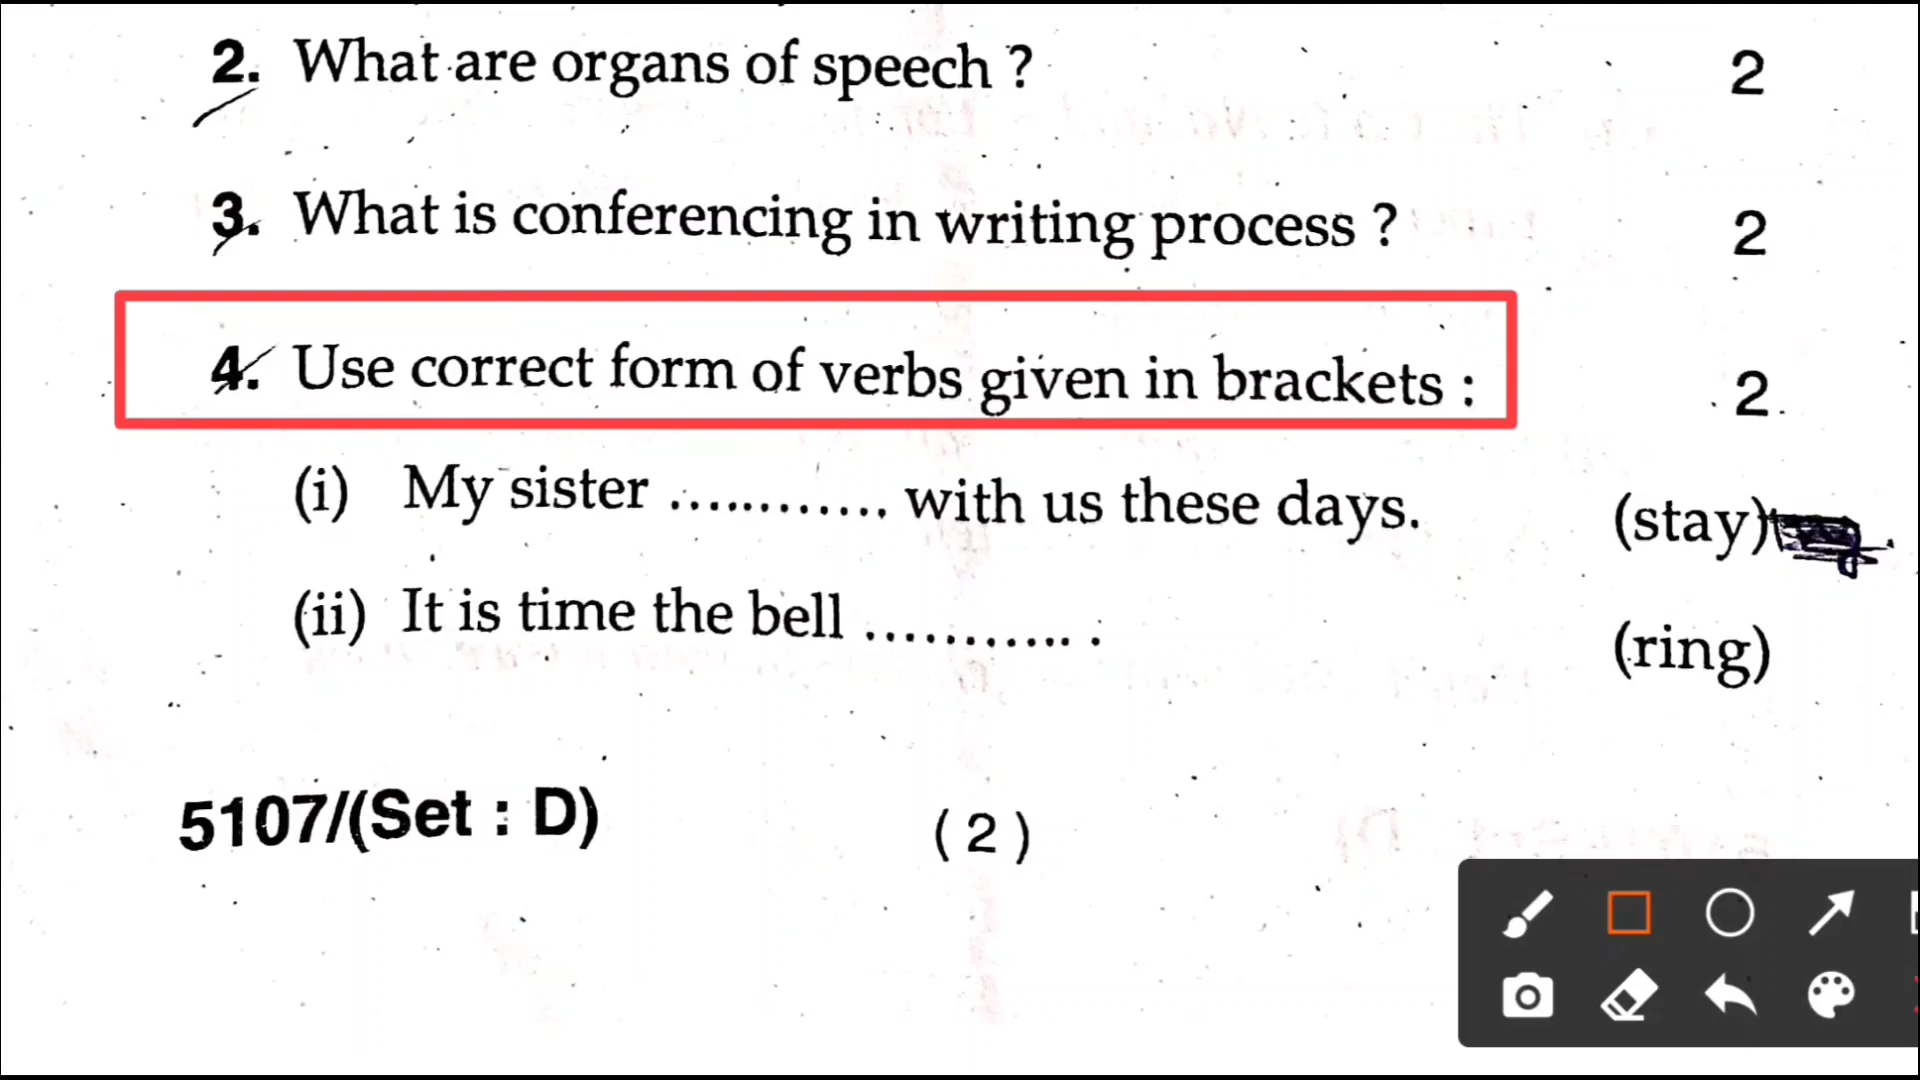 2. What are organs of speech ? 2
3. What is conferencing in writing process ? 2
4. Use correct form of verbs given in brackets : 2
(i) My sister ............ with us these days. (stay)
(ii) It is time the bell ............ . (ring)
5107/(Set : D) ( 2 )